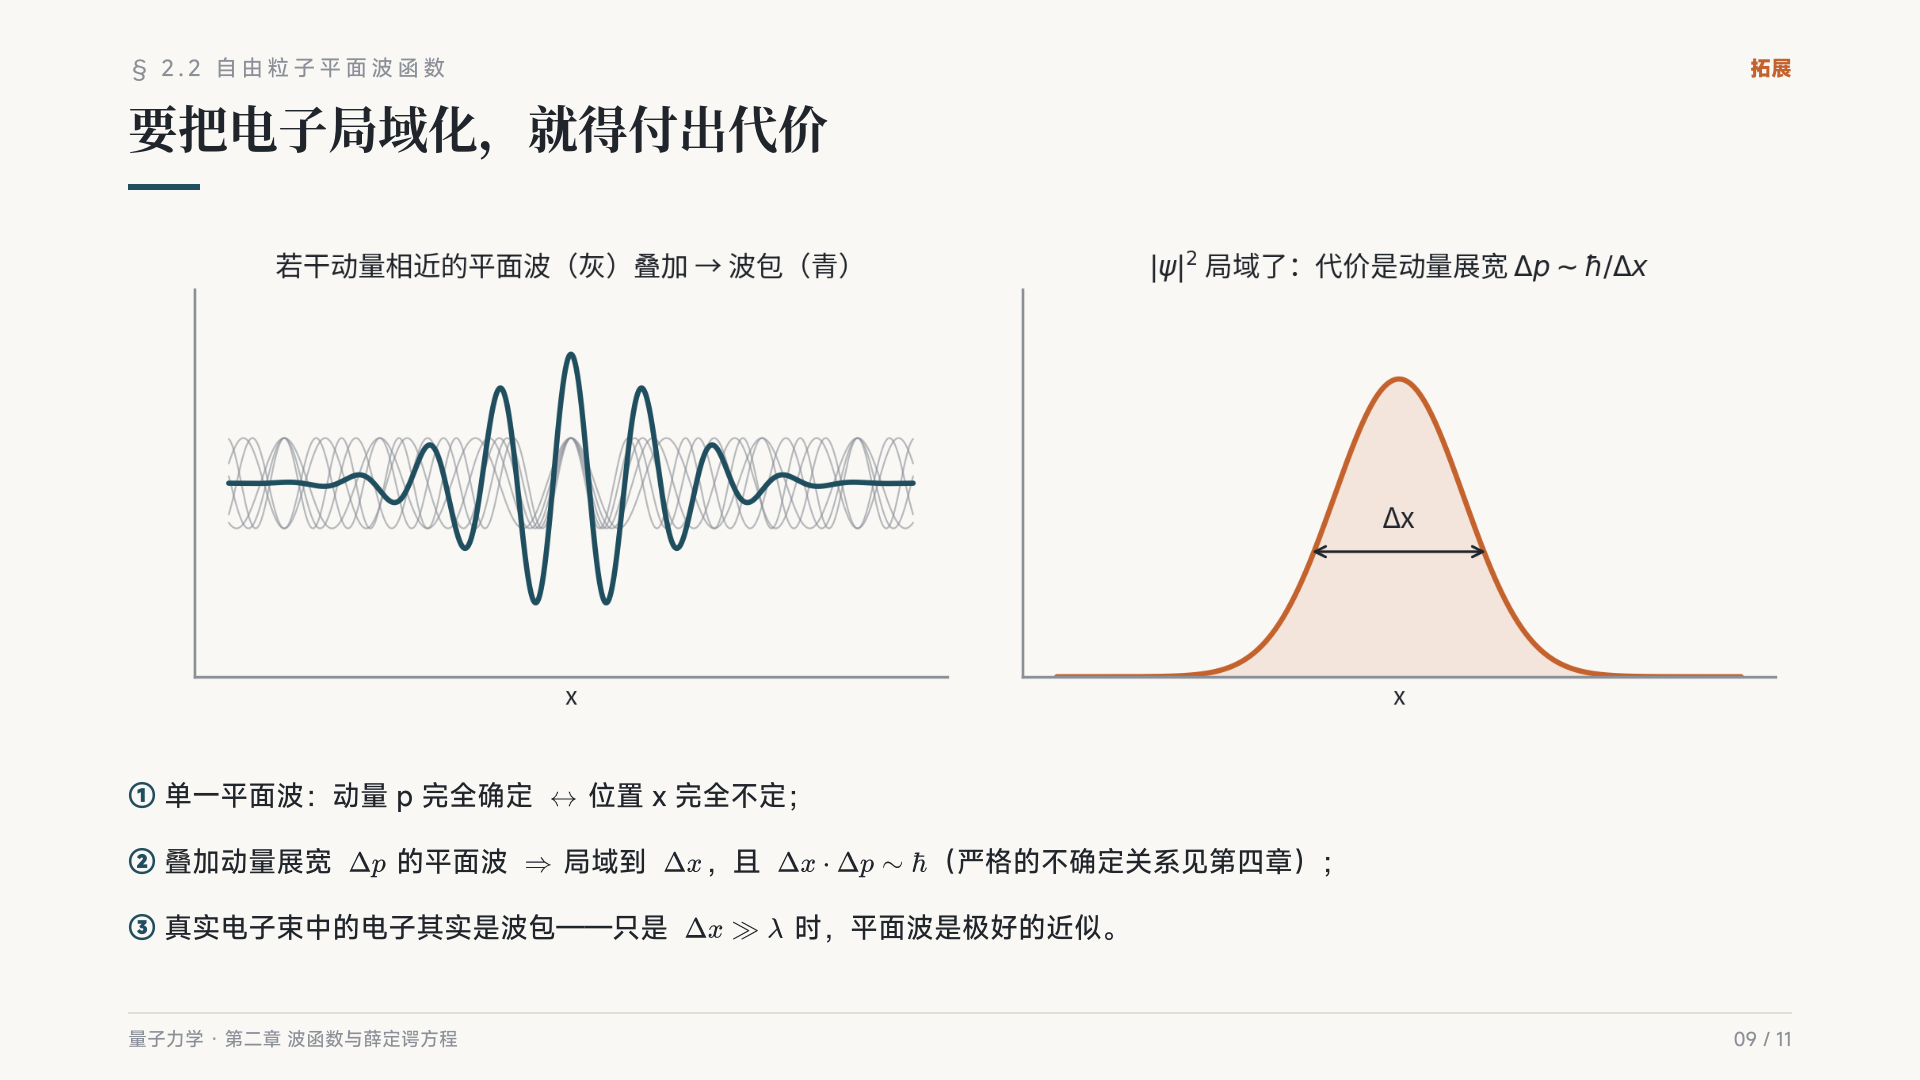 § 2.2 自由粒子平面波函数
拓展
要把电子局域化，就得付出代价
若干动量相近的平面波（灰）叠加 → 波包（青）
|ψ|² 局域了：代价是动量展宽 Δp ~ ħ/Δx
Δx
x
x
① 单一平面波：动量 p 完全确定 ↔ 位置 x 完全不定；
② 叠加动量展宽 Δp 的平面波 ⇒ 局域到 Δx，且 Δx · Δp ∼ ħ（严格的不确定关系见第四章）；
③ 真实电子束中的电子其实是波包——只是 Δx ≫ λ 时，平面波是极好的近似。
量子力学 · 第二章 波函数与薛定谔方程
09 / 11